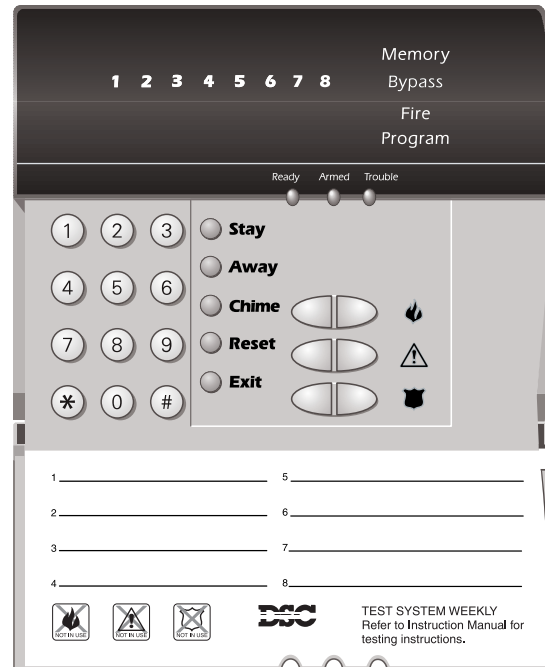 Memory
1 2 3 4 5 6 7 8 Bypass
Fire
Program
Ready Armed Trouble
1 2 3 Stay
Away
4 5 6
Chime
7 8 9 Reset
Exit
* 0 #
1 5
2 6
3 7
4 8
NOT IN USE NOT IN USE NOT IN USE
DSC
TEST SYSTEM WEEKLY
Refer to Instruction Manual for
testing instructions.